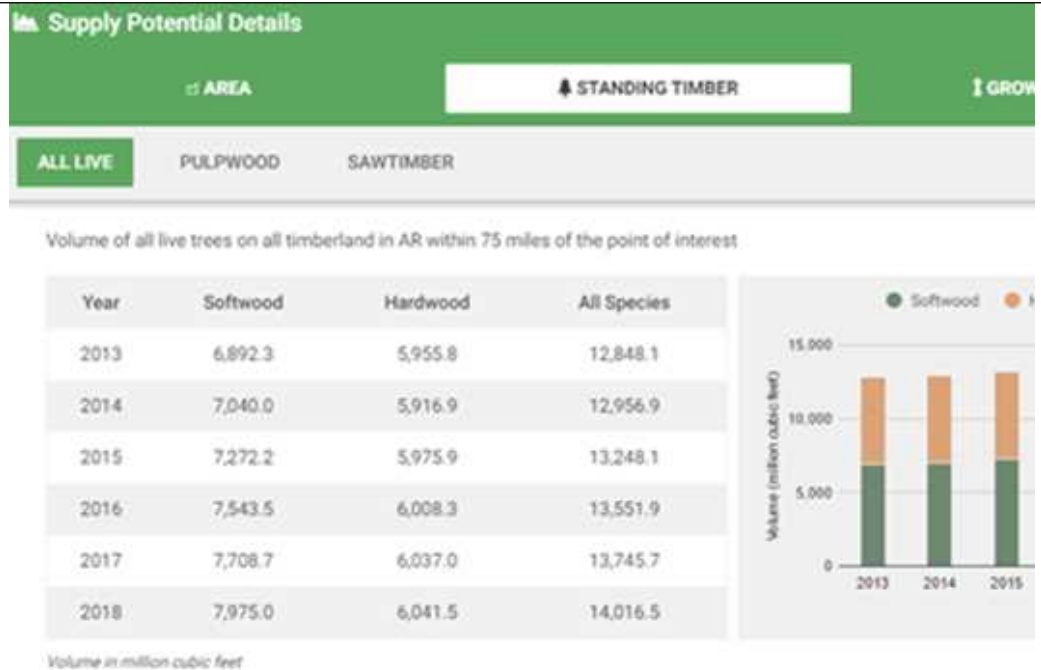 Supply Potential Details
AREA STANDING TIMBER GROW
ALL LIVE PULPWOOD SAWTIMBER
Volume of all live trees on all timberland in AR within 75 miles of the point of interest
Year Softwood Hardwood All Species
2013 6,892.3 5,955.8 12,848.1
2014 7,040.0 5,916.9 12,956.9
2015 7,272.2 5,975.9 13,248.1
2016 7,543.5 6,008.3 13,551.9
2017 7,708.7 6,037.0 13,745.7
2018 7,975.0 6,041.5 14,016.5
Volume in million cubic feet
Softwood H
Volume (million cubic feet)
15.000
10.000
5.000
0
2013 2014 2015